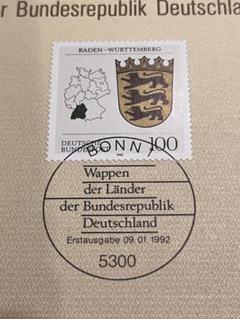 r Bundesrepublik Deutschla
BADEN-WÜRTTEMBERG
DEUTSCHE
BUNDESPOST
100
1992
BONN
Wappen
der Länder
der Bundesrepublik
Deutschland
Erstausgabe 09.01.1992
5300